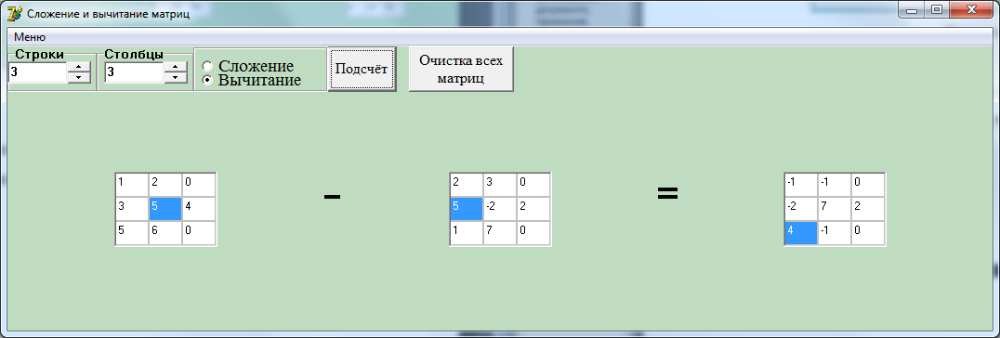 Сложение и вычитание матриц
Меню
Строки Столбцы
3 3
Сложение
Вычитание
Подсчёт
Очистка всех
матриц
1 2 0
3 5 4
5 6 0
-
2 3 0
5 -2 2
1 7 0
=
-1 -1 0
-2 7 2
4 -1 0